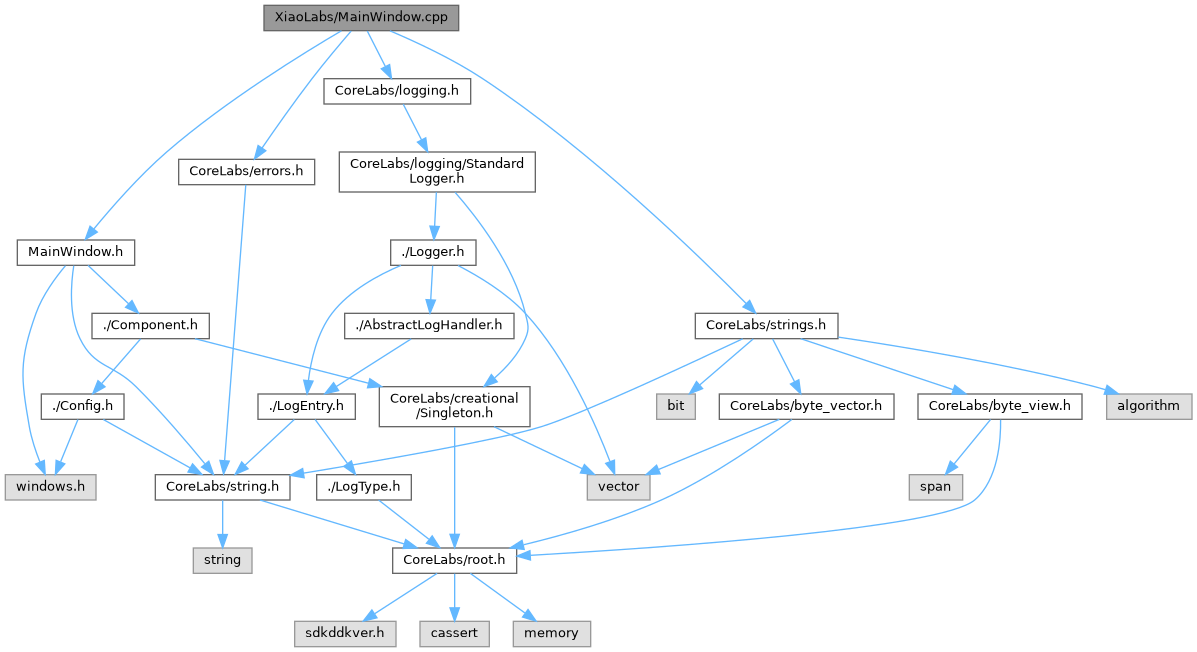 XiaoLabs/MainWindow.cpp
CoreLabs/logging.h
CoreLabs/errors.h
CoreLabs/logging/Standard
Logger.h
MainWindow.h
./Logger.h
./Component.h
./AbstractLogHandler.h
CoreLabs/strings.h
./Config.h
./LogEntry.h
CoreLabs/creational
/Singleton.h
bit
CoreLabs/byte_vector.h
CoreLabs/byte_view.h
algorithm
windows.h
CoreLabs/string.h
./LogType.h
vector
span
string
CoreLabs/root.h
sdkddkver.h
cassert
memory